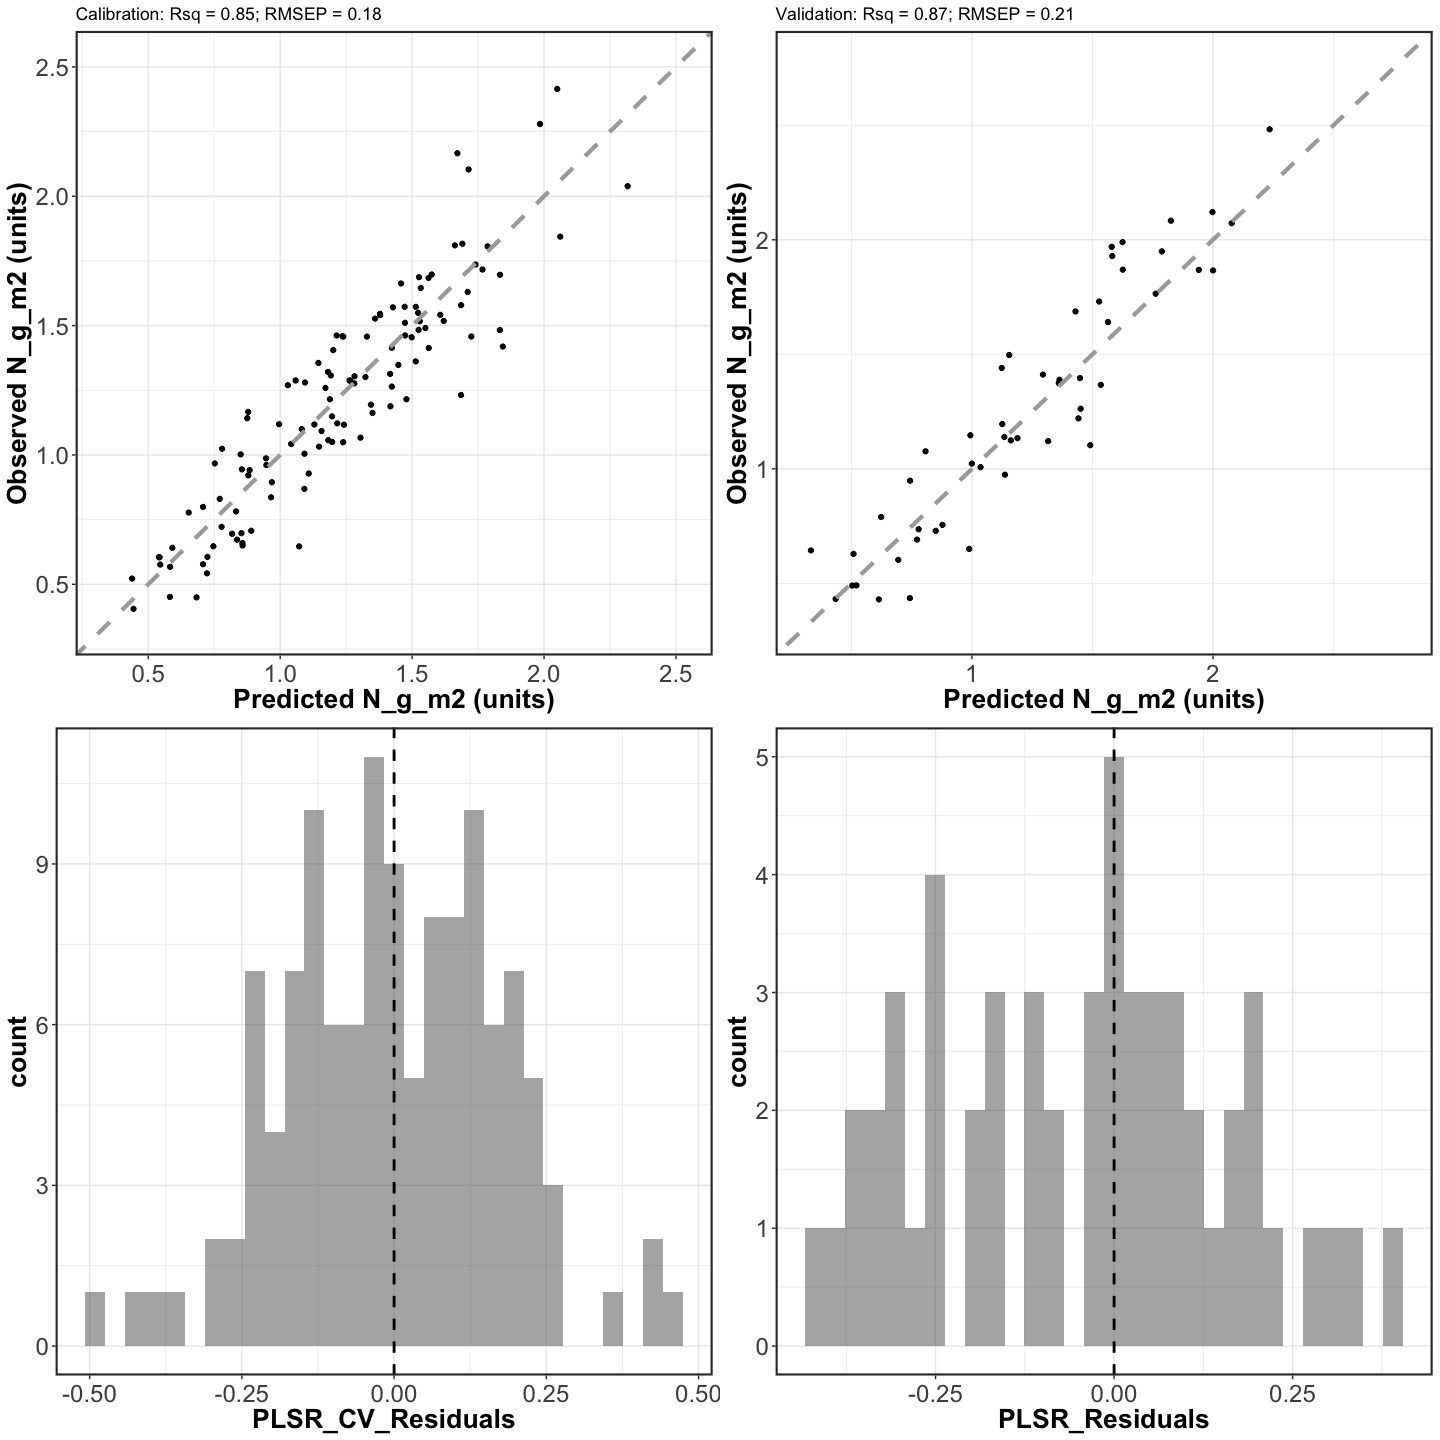 Calibration: Rsq = 0.85; RMSEP = 0.18
Observed N_g_m2 (units)
2.5
2.0
1.5
1.0
0.5
0.5 1.0 1.5 2.0 2.5
Predicted N_g_m2 (units)
Validation: Rsq = 0.87; RMSEP = 0.21
Observed N_g_m2 (units)
2
1
1 2
Predicted N_g_m2 (units)
count
9
6
3
0
-0.50 -0.25 0.00 0.25 0.50
PLSR_CV_Residuals
count
5
4
3
2
1
0
-0.25 0.00 0.25
PLSR_Residuals